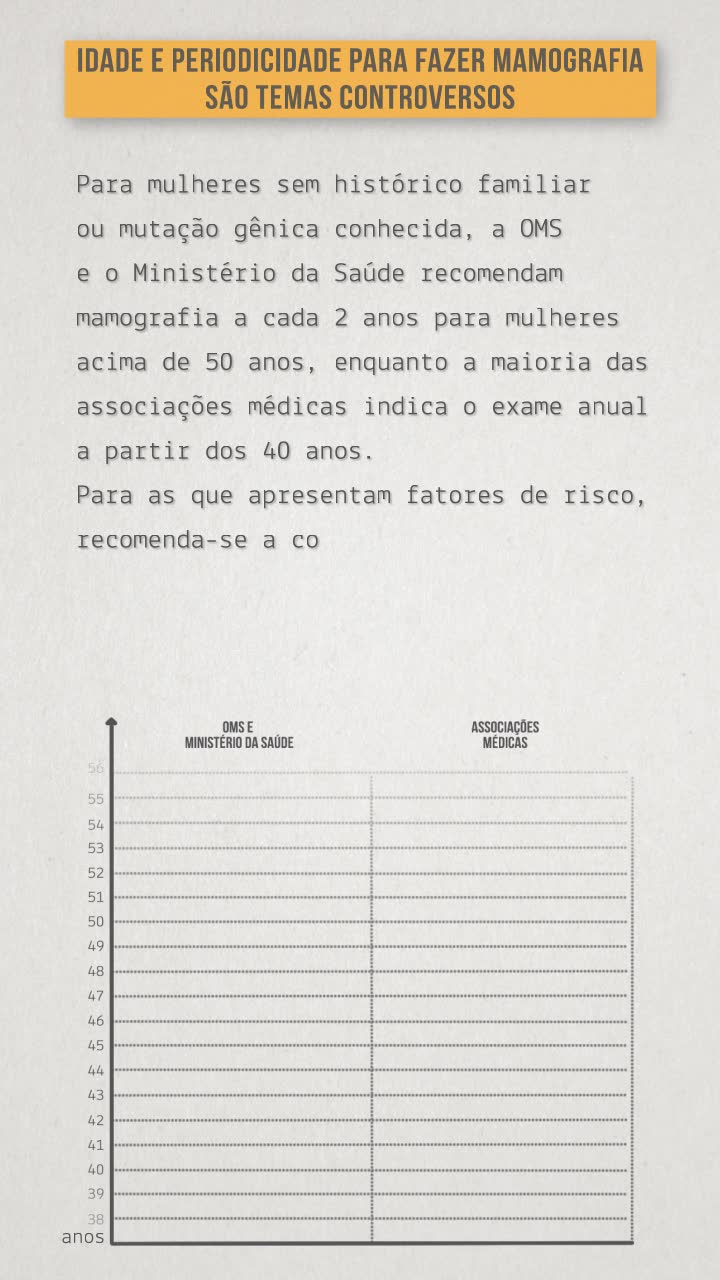 IDADE E PERIODICIDADE PARA FAZER MAMOGRAFIA
SÃO TEMAS CONTROVERSOS
Para mulheres sem histórico familiar
ou mutação gênica conhecida, a OMS
e o Ministério da Saúde recomendam
mamografia a cada 2 anos para mulheres
acima de 50 anos, enquanto a maioria das
associações médicas indica o exame anual
a partir dos 40 anos.
Para as que apresentam fatores de risco,
recomenda-se a co
OMS E
MINISTÉRIO DA SAÚDE
ASSOCIAÇÕES
MÉDICAS
56
55
54
53
52
51
50
49
48
47
46
45
44
43
42
41
40
39
38
anos